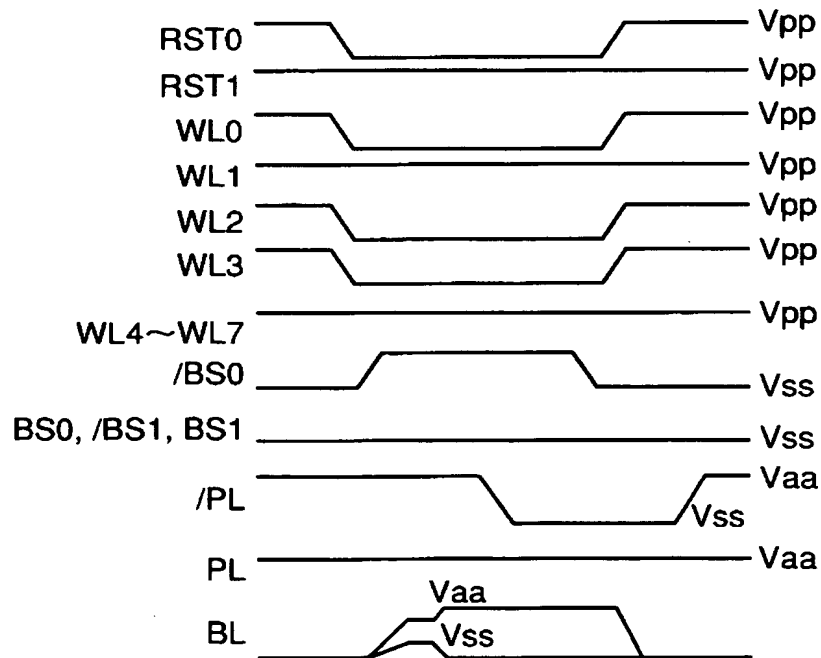 RST0 Vpp
RST1 Vpp
WL0 Vpp
WL1 Vpp
WL2 Vpp
WL3 Vpp
WL4~WL7 Vpp
/BS0 Vss
BS0, /BS1, BS1 Vss
/PL Vaa
Vss
PL Vaa
Vaa
BL Vss